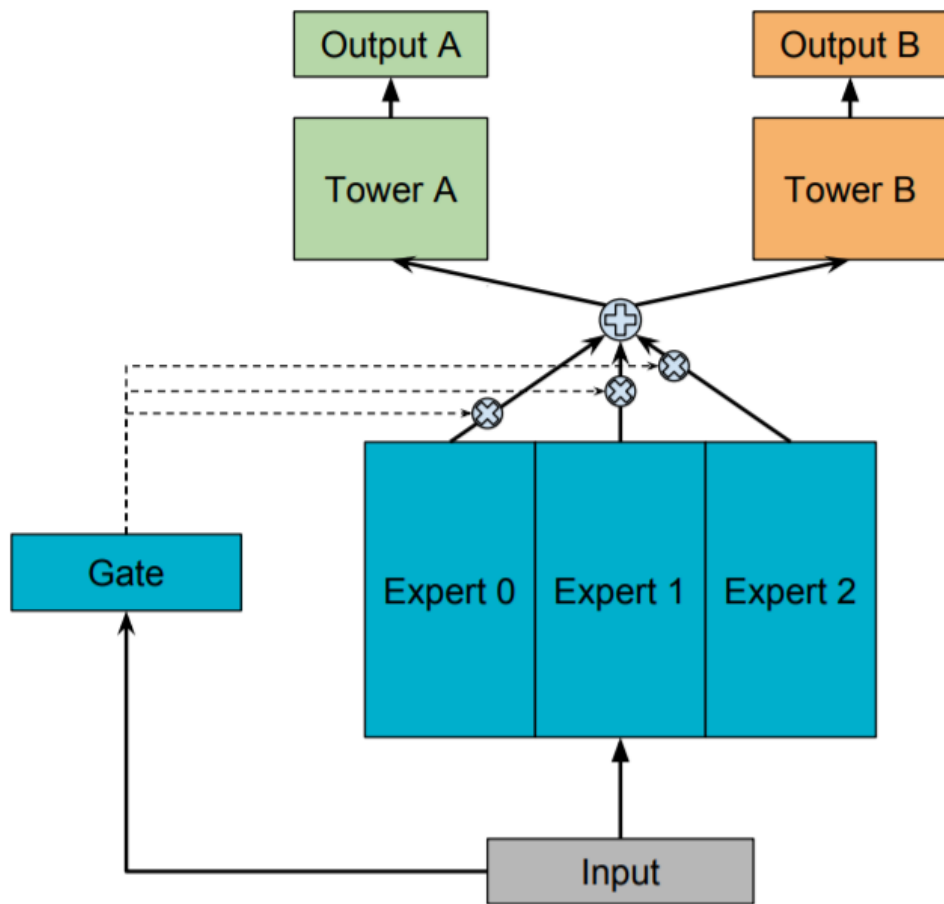 Output A
Output B
Tower A
Tower B
Gate
Expert 0
Expert 1
Expert 2
Input